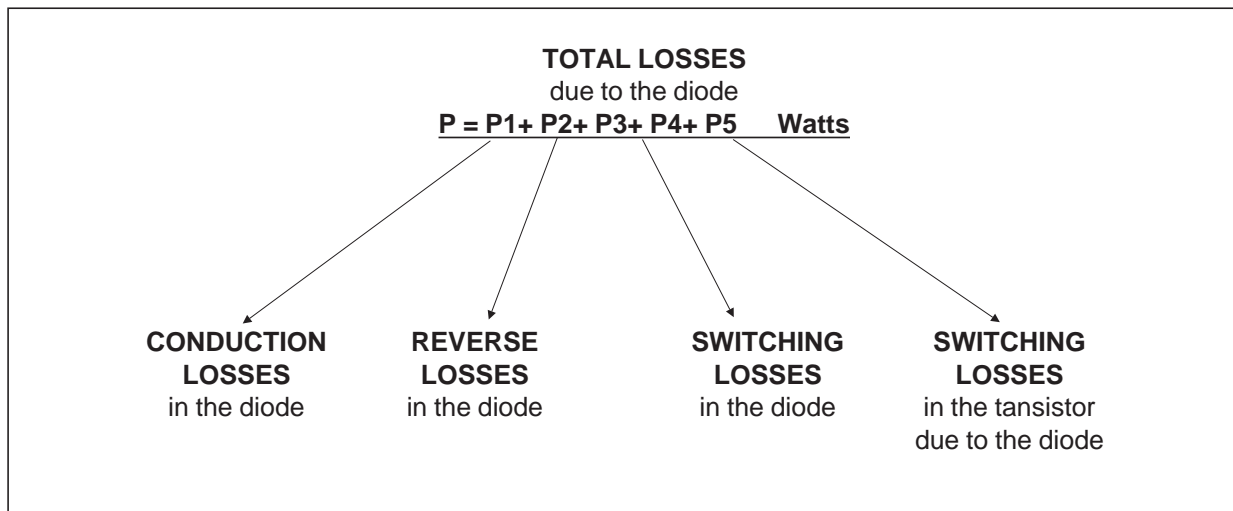 TOTAL LOSSES
due to the diode
P = P1+ P2+ P3+ P4+ P5 Watts
CONDUCTION
LOSSES
in the diode
REVERSE
LOSSES
in the diode
SWITCHING
LOSSES
in the diode
SWITCHING
LOSSES
in the tansistor
due to the diode